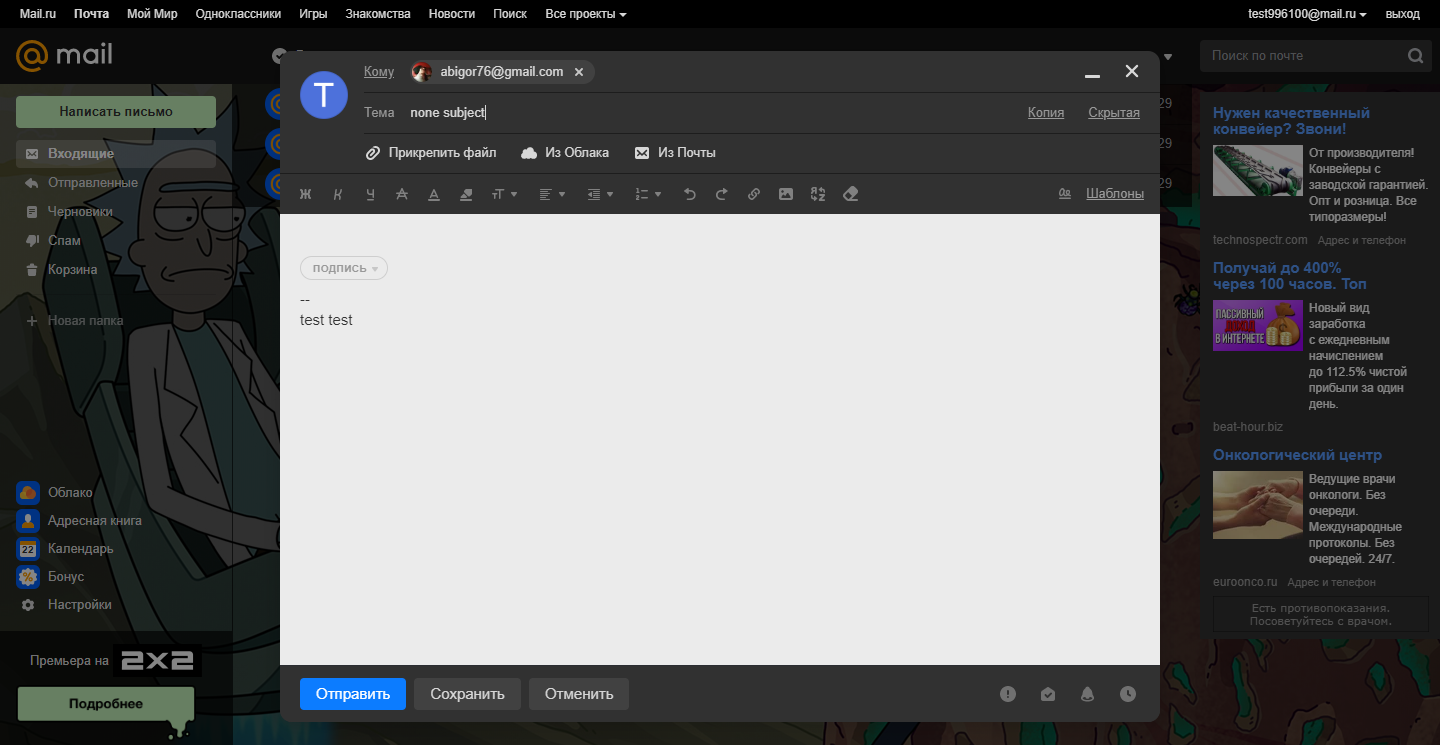 Mail.ru Почта Мой Мир Одноклассники Игры Знакомства Новости Поиск Все проекты test996100@mail.ru выход
@mail
Поиск по почте
Написать письмо
Входящие
Отправленные
Черновики
Спам
Корзина
Новая папка
Облако
Адресная книга
22 Календарь
Бонус
Настройки
Премьера на 2x2
Подробнее
T
Кому abigor76@gmail.com
Тема none subject Копия Скрытая
Прикрепить файл Из Облака Из Почты
Ж К Ч А А тТ Шаблоны
подпись
--
test test
Отправить Сохранить Отменить
29
29
29
Нужен качественный
конвейер? Звони!
От производителя!
Конвейеры с
заводской гарантией.
Опт и розница. Все
типоразмеры!
technospectr.com Адрес и телефон
Получай до 400%
через 100 часов. Топ
ПАССИВНЫЙ
ДОХОД
В ИНТЕРНЕТЕ
Новый вид
заработка
с ежедневным
начислением
до 112.5% чистой
прибыли за один
день.
beat-hour.biz
Онкологический центр
Ведущие врачи
онкологи. Без
очереди.
Международные
протоколы. Без
очередей. 24/7.
euroonco.ru Адрес и телефон
Есть противопоказания.
Посоветуйтесь с врачом.